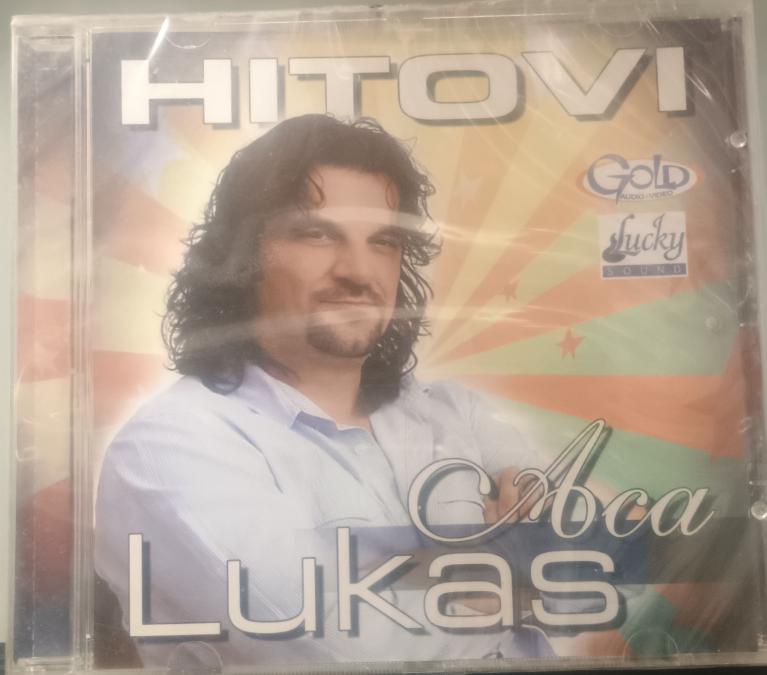 HITOVI
GOLD
AUDIO-VIDEO
Lucky
SOUND
Aca
LUKAS